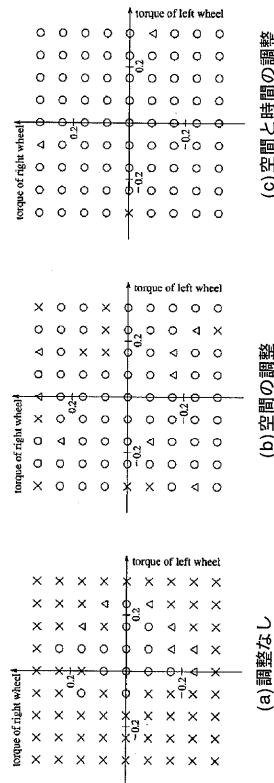 torque of right wheel
0.2
torque of left wheel
-0.2
0.2
-0.2
(a)調整なし
torque of right wheel
0.2
torque of left wheel
-0.2
0.2
-0.2
(b)空間の調整
torque of right wheel
0.2
torque of left wheel
-0.2
0.2
-0.2
(c)空間と時間の調整